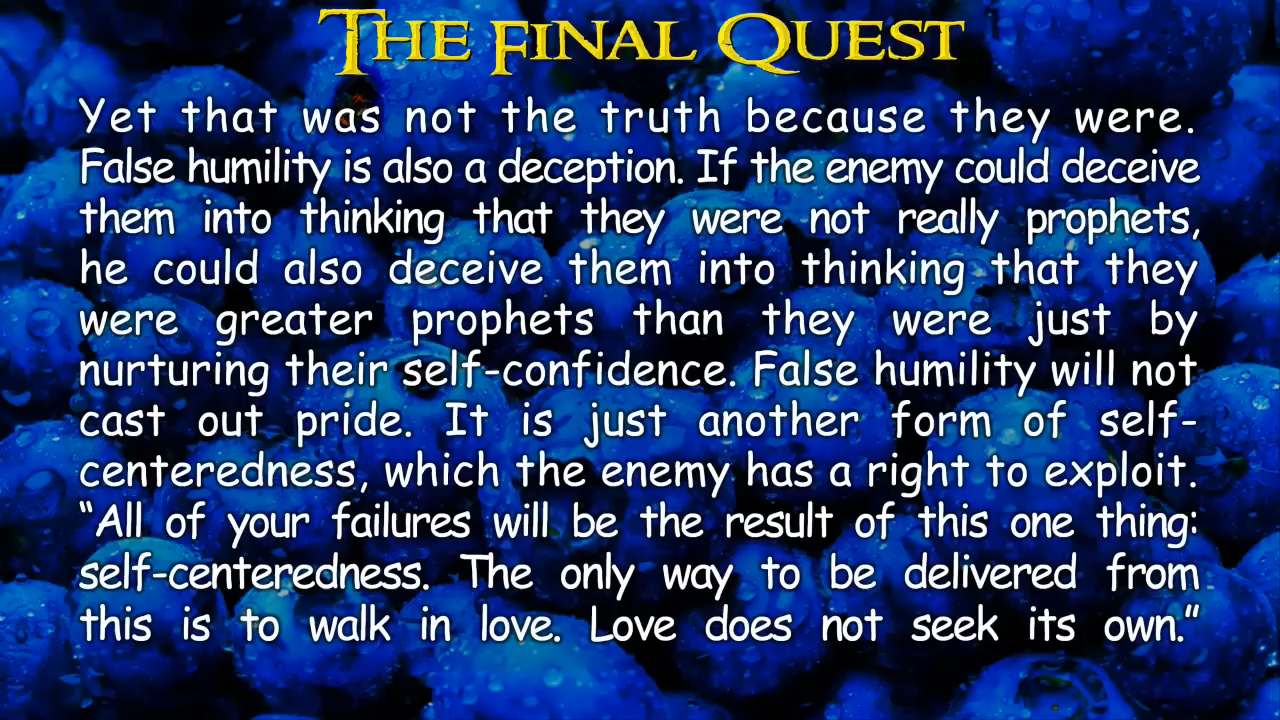 The Final Quest
Yet that was not the truth because they were.
False humility is also a deception. If the enemy could deceive
them into thinking that they were not really prophets,
he could also deceive them into thinking that they
were greater prophets than they were just by
nurturing their self-confidence. False humility will not
cast out pride. It is just another form of self-
centeredness, which the enemy has a right to exploit.
“All of your failures will be the result of this one thing:
self-centeredness. The only way to be delivered from
this is to walk in love. Love does not seek its own.”